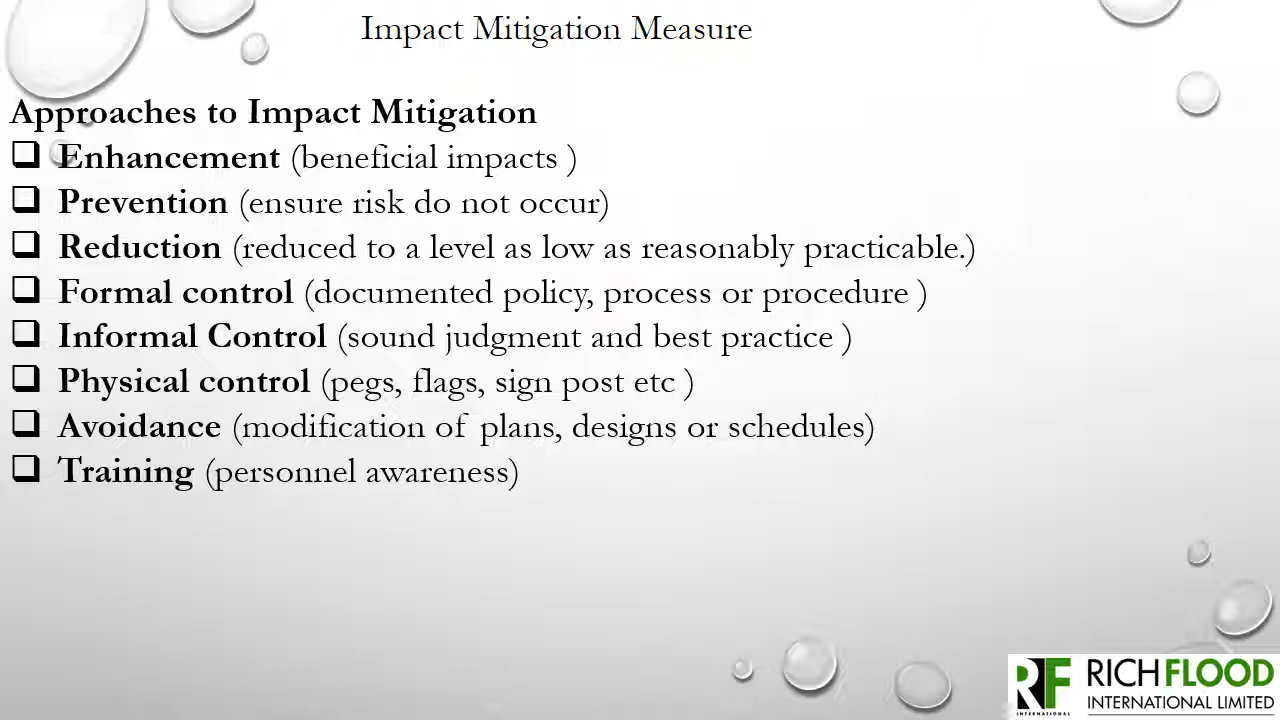 Impact Mitigation Measure
Approaches to Impact Mitigation
Enhancement (beneficial impacts )
Prevention (ensure risk do not occur)
Reduction (reduced to a level as low as reasonably practicable.)
Formal control (documented policy, process or procedure )
Informal Control (sound judgment and best practice )
Physical control (pegs, flags, sign post etc )
Avoidance (modification of plans, designs or schedules)
Training (personnel awareness)
RF
INTERNATIONAL
RICHFLOOD
INTERNATIONAL LIMITED